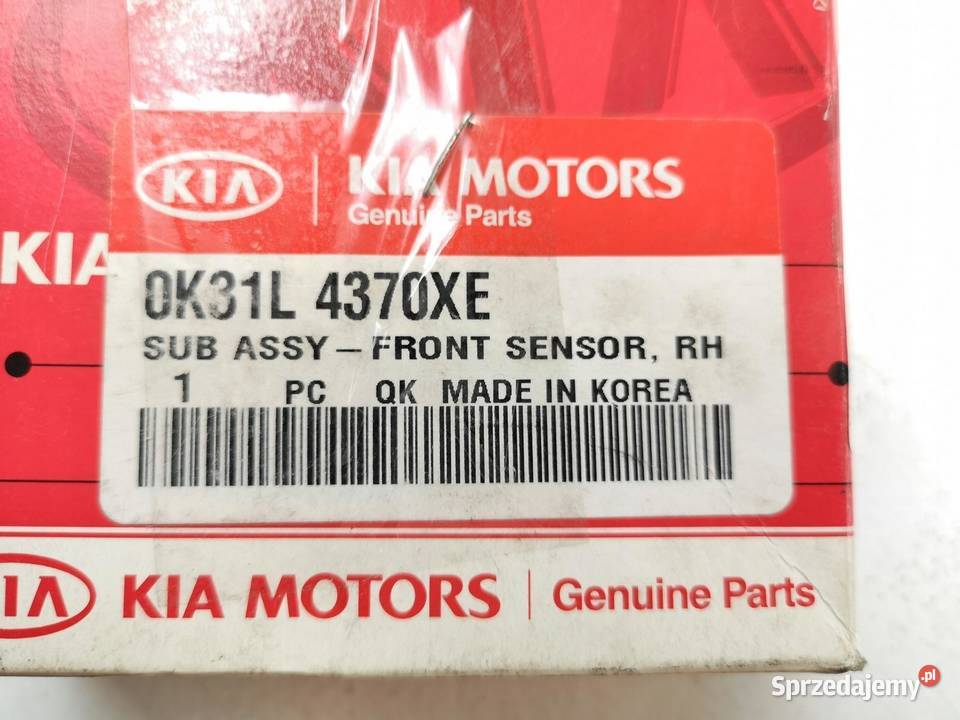 KIA
KIA MOTORS
Genuine Parts
KIA
0K31L 4370XE
SUB ASSY – FRONT SENSOR, RH
1 PC QK MADE IN KOREA
KIA MOTORS
Genuine Parts
Sprzedajemy.pl